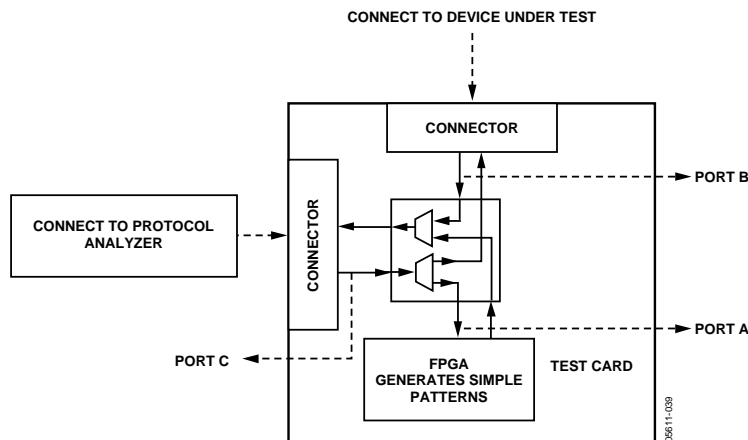 CONNECT TO DEVICE UNDER TEST
CONNECTOR
PORT B
CONNECT TO PROTOCOL
ANALYZER
CONNECTOR
PORT A
PORT C
FPGA
GENERATES SIMPLE
PATTERNS
TEST CARD
05611-039